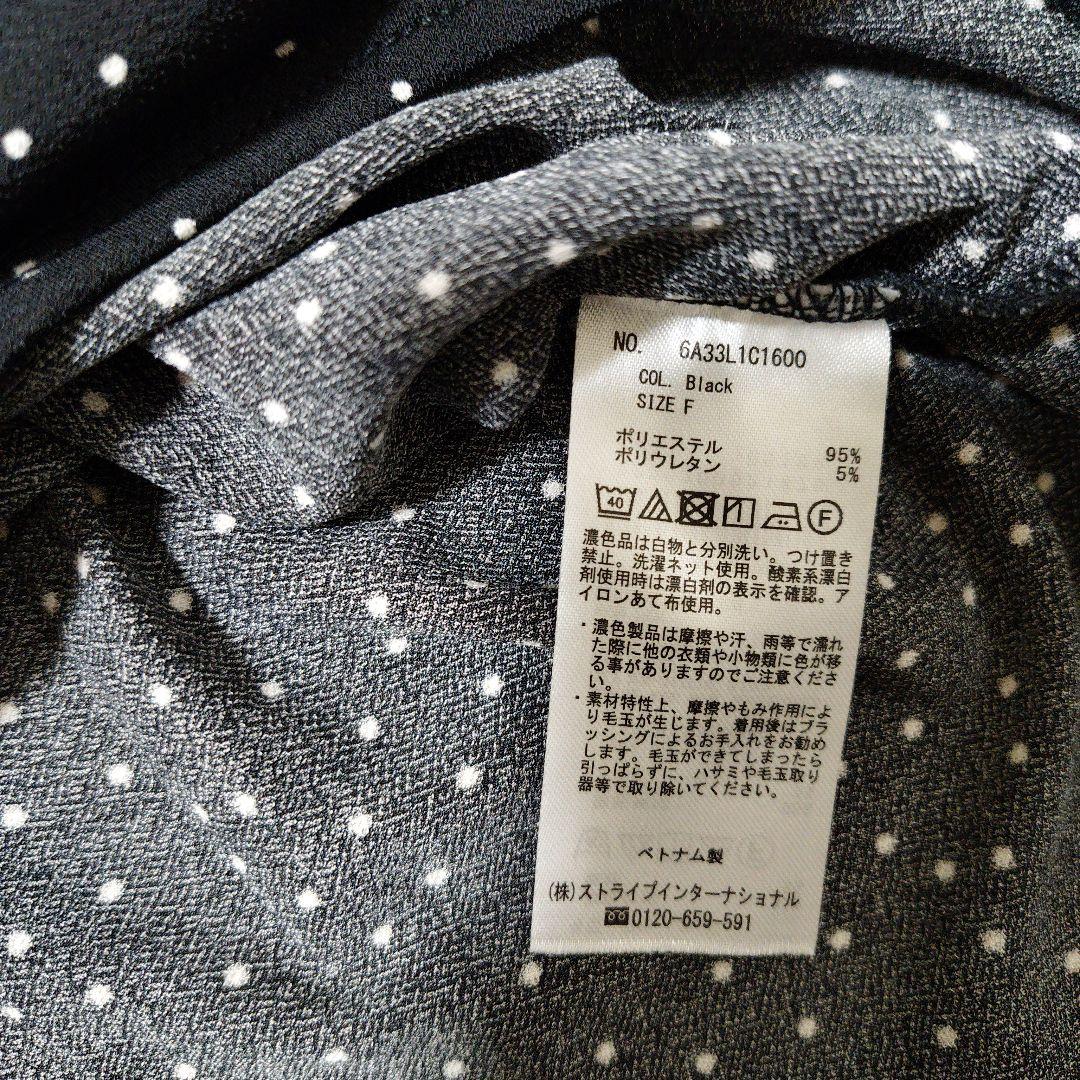 NO. 6A33L1C1600
COL. Black
SIZE F
ポリエステル 95%
ポリウレタン 5%
40 1 F
濃色品は白物と分別洗い。つけ置き
禁止。洗濯ネット使用。酸素系漂白
剤使用時は漂白剤の表示を確認。ア
イロンあて布使用。
・濃色製品は摩擦や汗、雨等で濡れ
た際に他の衣類や小物類に色が移
る事がありますのでご注意くださ
い。
・素材特性上、摩擦やもみ作用によ
り毛玉が生じます。着用後はブラ
ッシングによるお手入れをお勧め
します。毛玉ができてしまったら
引っぱらずに、ハサミや毛玉取り
器等で取り除いてください。
ベトナム製
(株)ストライプインターナショナル
0120-659-591